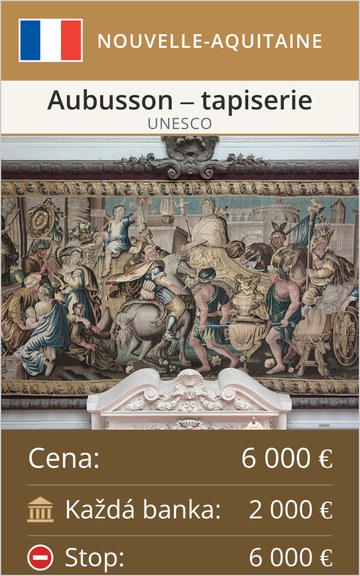 NOUVELLE-AQUITAINE
Aubusson – tapiserie
UNESCO
Cena: 6 000 €
Každá banka: 2 000 €
Stop: 6 000 €